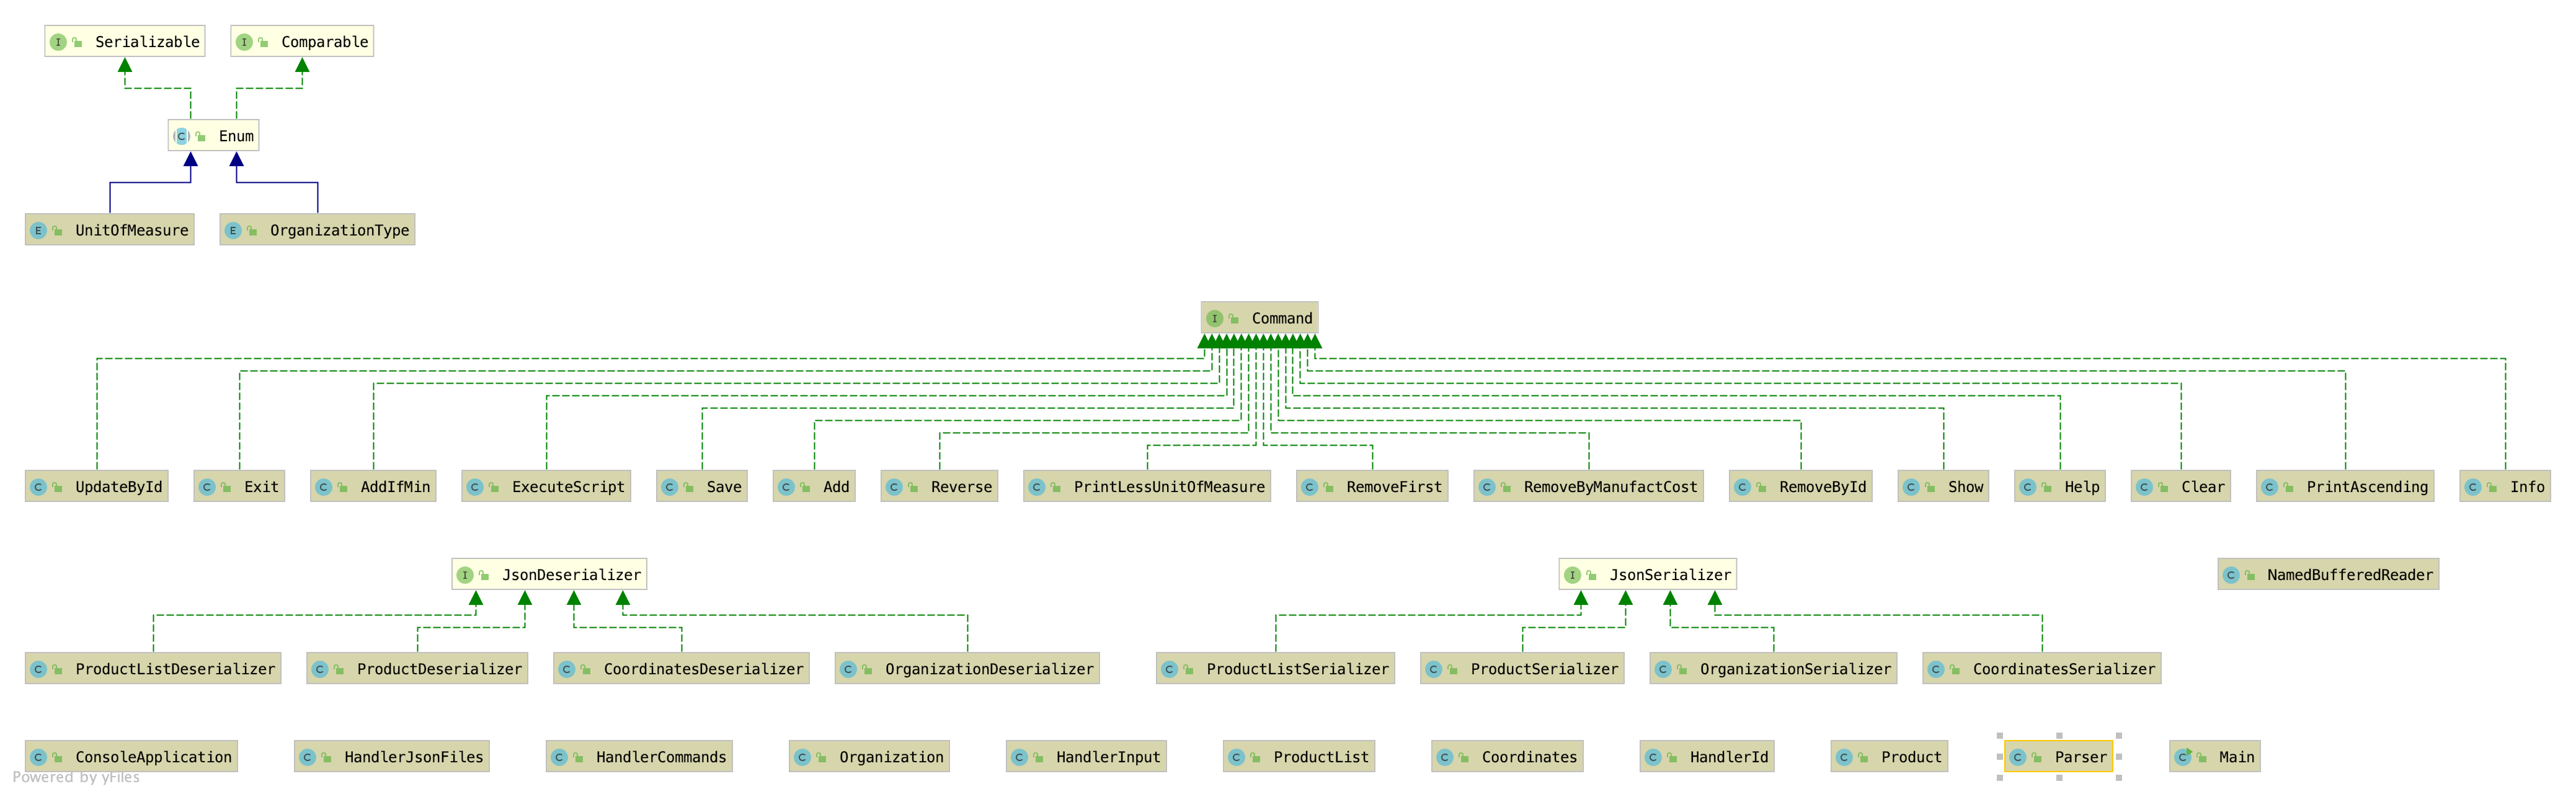 Serializable
Comparable
Enum
UnitOfMeasure
OrganizationType
Command
UpdateById
Exit
AddIfMin
ExecuteScript
Save
Add
Reverse
PrintLessUnitOfMeasure
RemoveFirst
RemoveByManufactCost
RemoveById
Show
Help
Clear
PrintAscending
Info
JsonDeserializer
JsonSerializer
NamedBufferedReader
ProductListDeserializer
ProductDeserializer
CoordinatesDeserializer
OrganizationDeserializer
ProductListSerializer
ProductSerializer
OrganizationSerializer
CoordinatesSerializer
ConsoleApplication
HandlerJsonFiles
HandlerCommands
Organization
HandlerInput
ProductList
Coordinates
HandlerId
Product
Parser
Main
Powered by yFiles